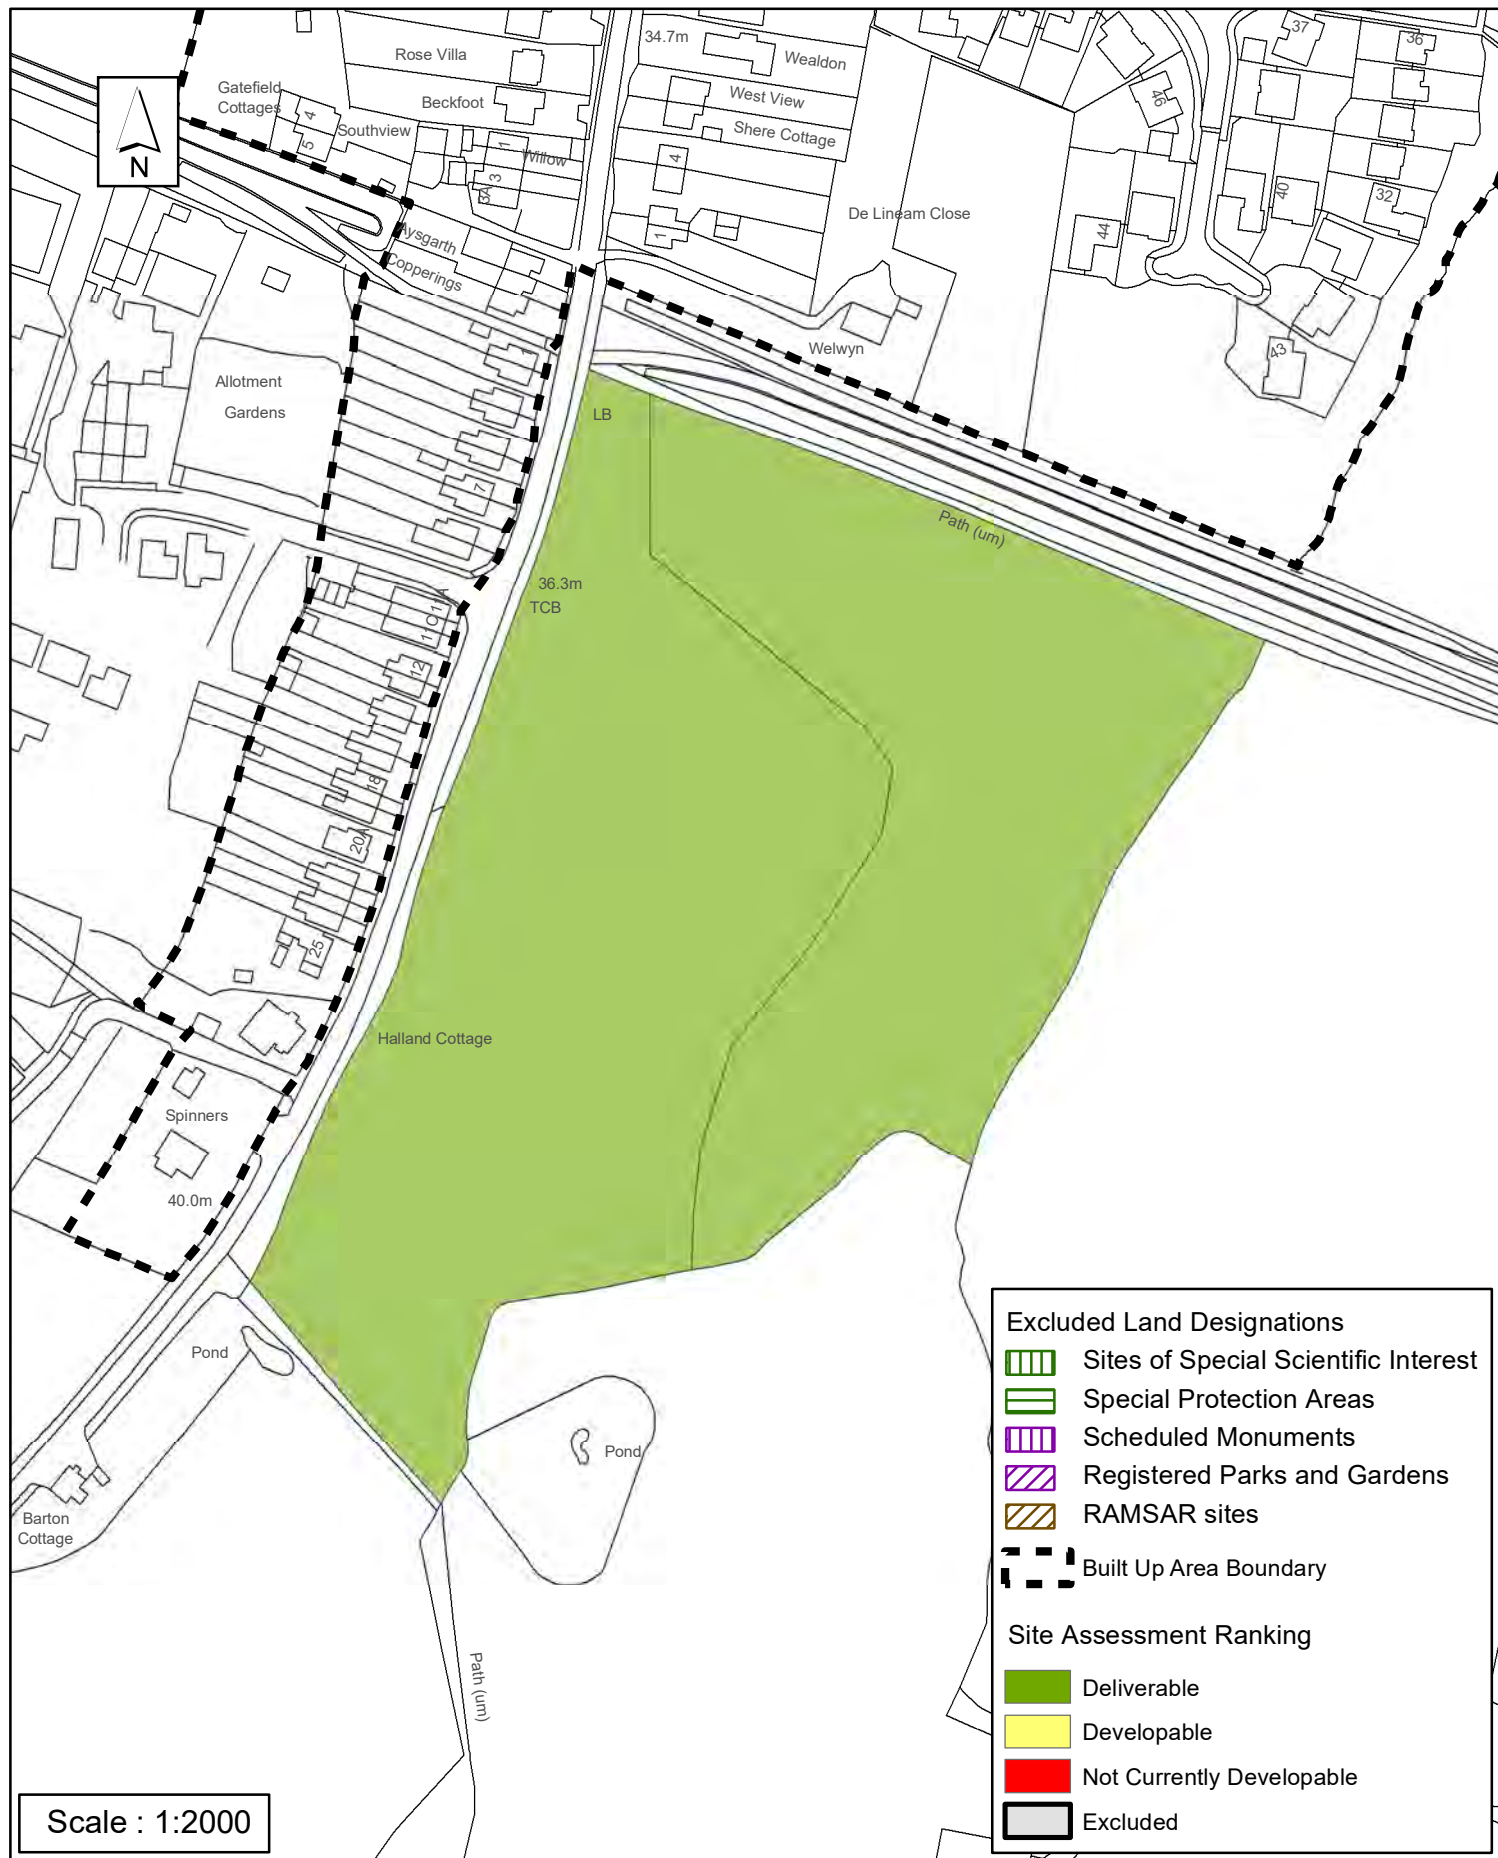 34.7m
37
36
Rose Villa
Wealdon
Gatefield
Cottages
Beckfoot
West View
46
4
Southview
Shere Cottage
5
1
Willow
4
3
3A
40
32
De Lineam Close
44
1
Aysgarth
Copperings
Welwyn
43
1
Allotment
Gardens
LB
7
Path (um)
36.3m
TCB
12
18
20A
25
Halland Cottage
Spinners
40.0m
Pond
Pond
Barton
Cottage
Path (um)
N
Excluded Land Designations
Sites of Special Scientific Interest
Special Protection Areas
Scheduled Monuments
Registered Parks and Gardens
RAMSAR sites
Built Up Area Boundary
Site Assessment Ranking
Deliverable
Developable
Not Currently Developable
Excluded
Scale : 1:2000